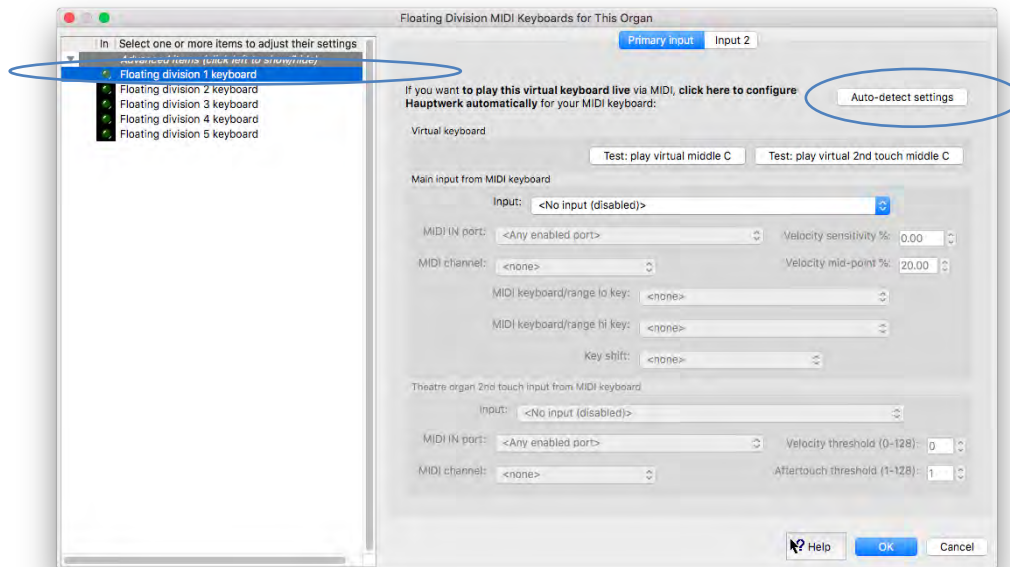 Floating Division MIDI Keyboards for This Organ
In Select one or more items to adjust their settings
Advanced items (click left to show/hide)
Floating division 1 keyboard
Floating division 2 keyboard
Floating division 3 keyboard
Floating division 4 keyboard
Floating division 5 keyboard
Primary input Input 2
If you want to play this virtual keyboard live via MIDI, click here to configure
Hauptwerk automatically for your MIDI keyboard:
Auto-detect settings
Virtual keyboard
Test: play virtual middle C Test: play virtual 2nd touch middle C
Main input from MIDI keyboard
Input: <No input (disabled)>
MIDI IN port: <Any enabled port> Velocity sensitivity %: 0.00
MIDI channel: <none> Velocity mid-point %: 20.00
MIDI keyboard/range lo key: <none>
MIDI keyboard/range hi key: <none>
Key shift: <none>
Theatre organ 2nd touch input from MIDI keyboard
Input: <No input (disabled)>
MIDI IN port: <Any enabled port> Velocity threshold (0-128): 0
MIDI channel: <none> Aftertouch threshold (1-128): 1
? Help OK Cancel